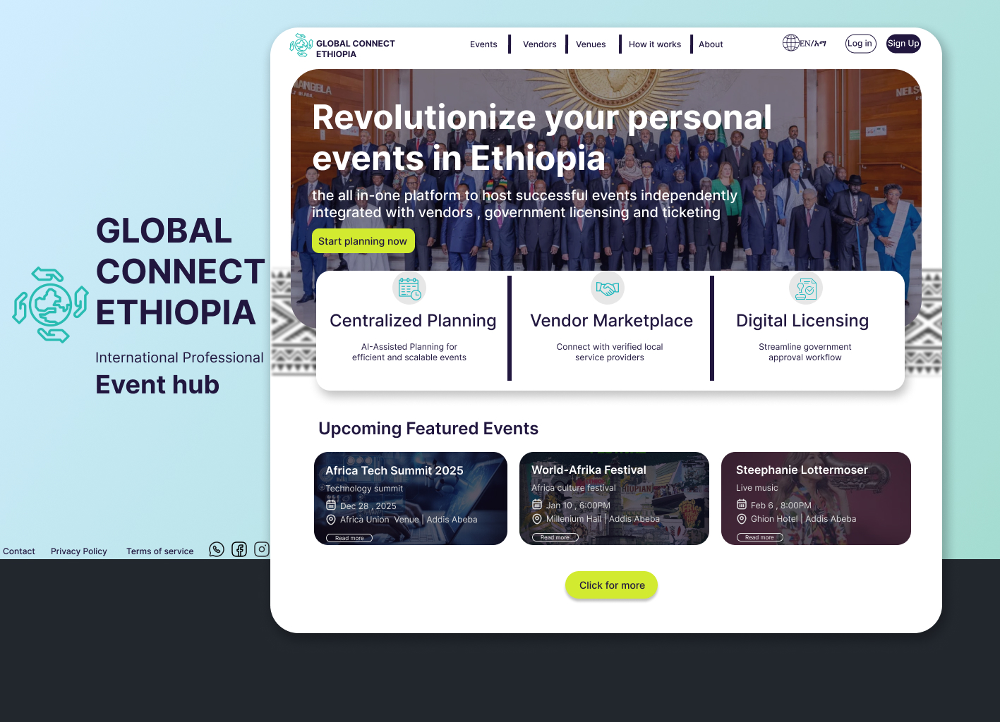 GLOBAL CONNECT
ETHIOPIA
Events
Vendors
Venues
How it works
About
EN/አማ
Log in
Sign Up
Revolutionize your personal
events in Ethiopia
the all in-one platform to host successful events independently
integrated with vendors , government licensing and ticketing
Start planning now
Centralized Planning
AI-Assisted Planning for
efficient and scalable events
Vendor Marketplace
Connect with verified local
service providers
Digital Licensing
Streamline government
approval workflow
GLOBAL
CONNECT
ETHIOPIA
International Professional
Event hub
Upcoming Featured Events
Africa Tech Summit 2025
Technology summit
Dec 28 , 2025
Africa Union Venue | Addis Abeba
Read more
World-Afrika Festival
Africa culture festival
Jan 10 , 6:00PM
Millenium Hall | Addis Abeba
Read more
Steephanie Lottermoser
Live music
Feb 6 , 8:00PM
Ghion Hotel | Addis Abeba
Read more
Click for more
Contact
Privacy Policy
Terms of service